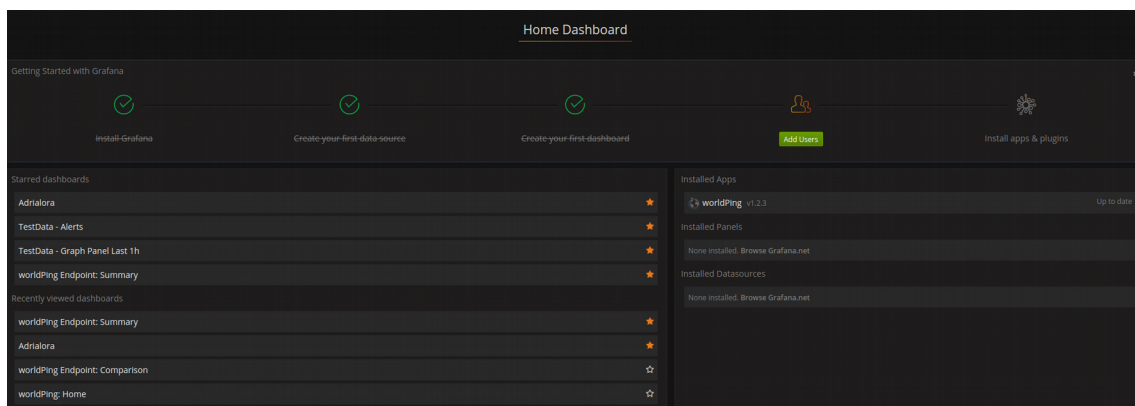 Home Dashboard
Getting Started with Grafana
Install Grafana
Create your first data source
Create your first dashboard
Add Users
Install apps & plugins
Starred dashboards
Adrialora
TestData - Alerts
TestData - Graph Panel Last 1h
worldPing Endpoint: Summary
Recently viewed dashboards
worldPing Endpoint: Summary
Adrialora
worldPing Endpoint: Comparison
worldPing: Home
Installed Apps
worldPing v1.2.3 Up to date
Installed Panels
None installed. Browse Grafana.net
Installed Datasources
None installed. Browse Grafana.net